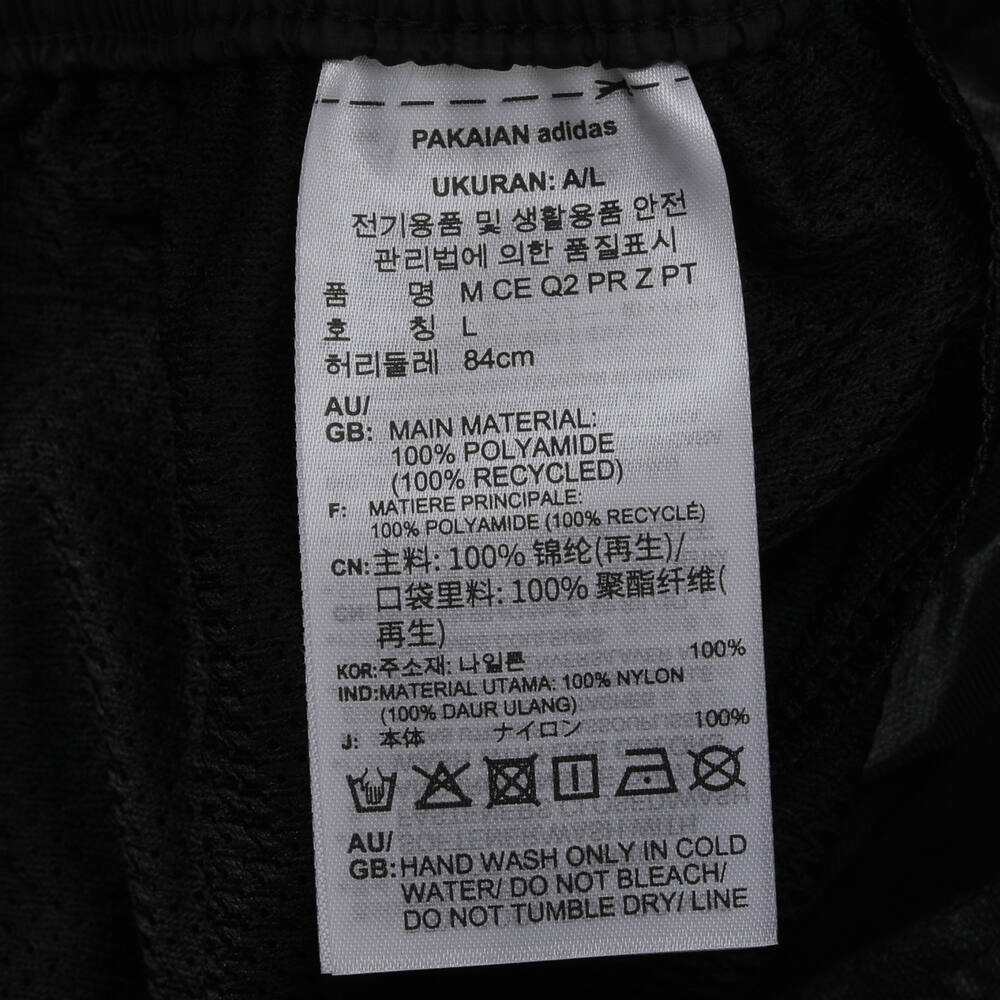 PAKAIAN adidas
UKURAN: A/L
전기용품 및 생활용품 안전
관리법에 의한 품질표시
품 명 M CE Q2 PR Z PT
호 칭 L
허리둘레 84cm
AU/
GB: MAIN MATERIAL:
100% POLYAMIDE
(100% RECYCLED)
F: MATIERE PRINCIPALE:
100% POLYAMIDE (100% RECYCLÉ)
CN: 主料: 100% 锦纶(再生)/
口袋里料: 100% 聚酯纤维(
再生)
KOR: 주소재: 나일론 100%
IND: MATERIAL UTAMA: 100% NYLON
(100% DAUR ULANG)
J: 本体 ナイロン 100%
AU/
GB: HAND WASH ONLY IN COLD
WATER/ DO NOT BLEACH/
DO NOT TUMBLE DRY/ LINE